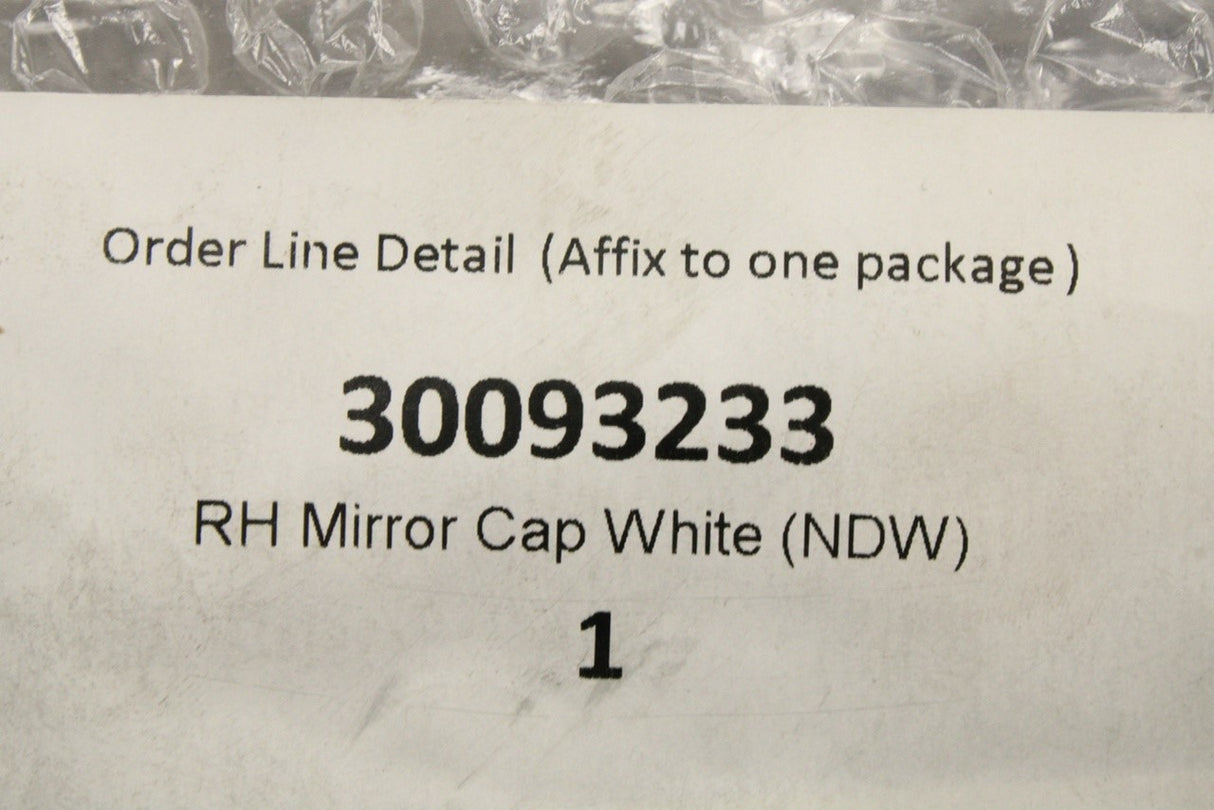 Order Line Detail (Affix to one package)
30093233
RH Mirror Cap White (NDW)
1